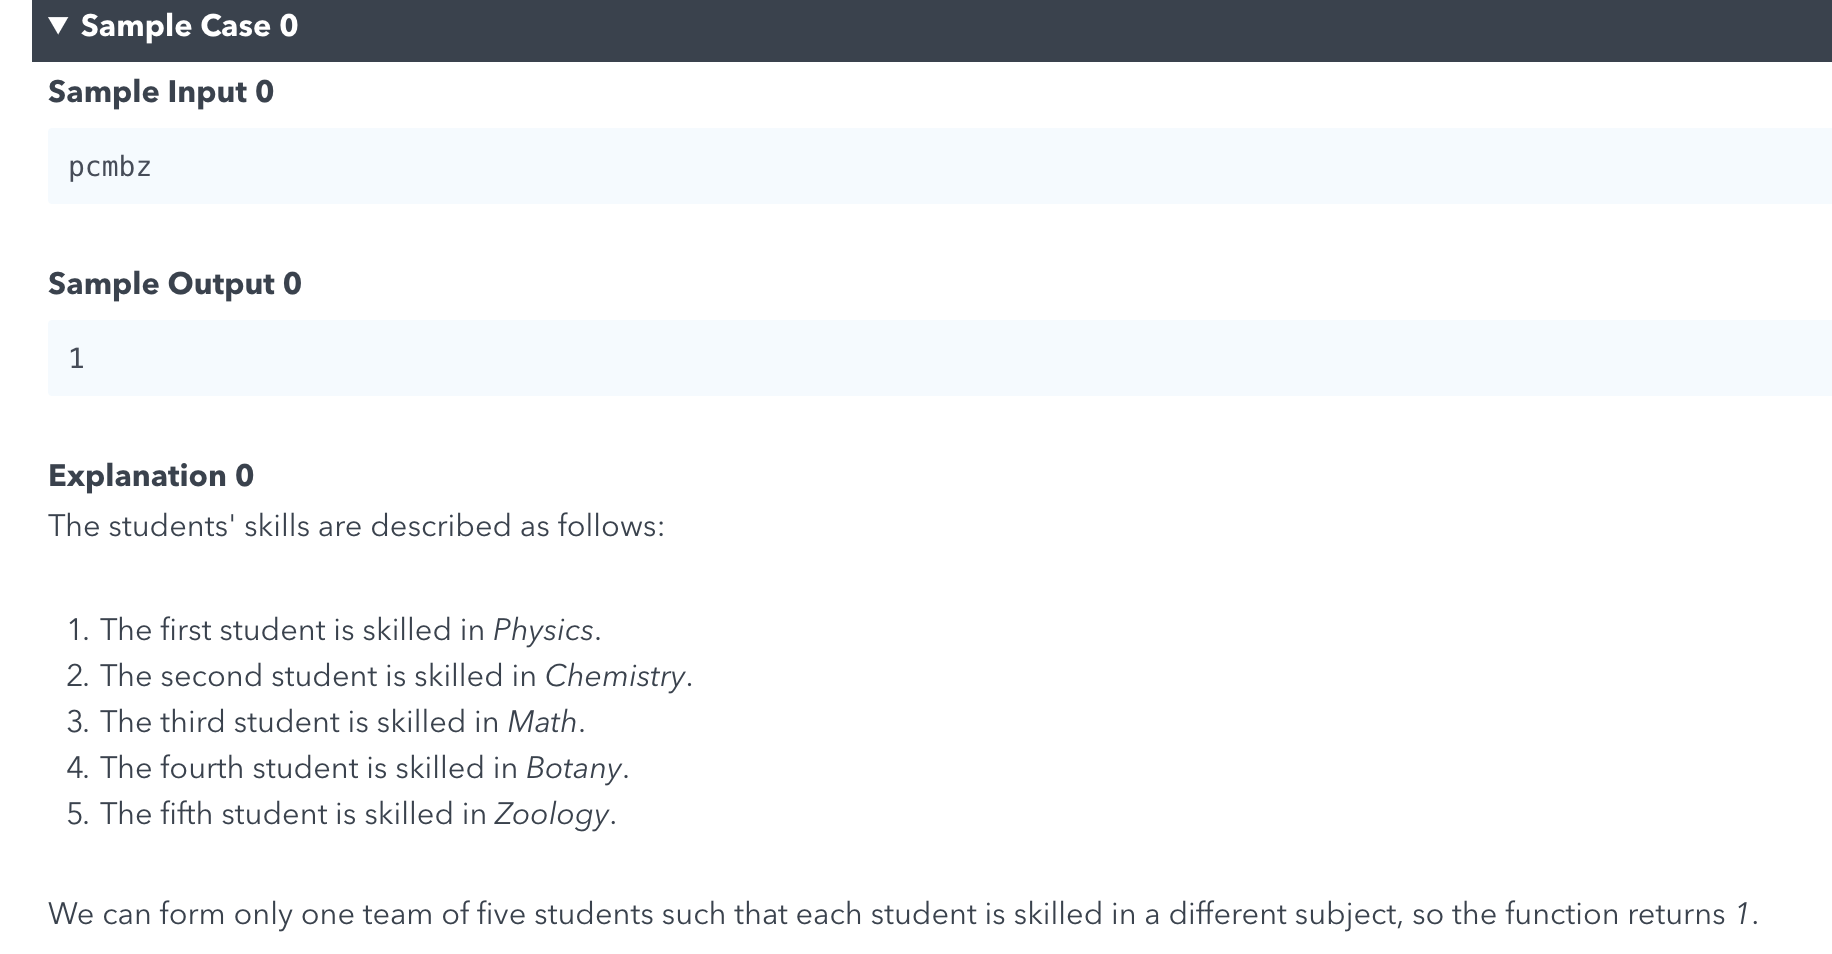 ▼ Sample Case 0
Sample Input 0
pcmbz
Sample Output 0
1
Explanation 0
The students' skills are described as follows:
1. The first student is skilled in Physics.
2. The second student is skilled in Chemistry.
3. The third student is skilled in Math.
4. The fourth student is skilled in Botany.
5. The fifth student is skilled in Zoology.
We can form only one team of five students such that each student is skilled in a different subject, so the function returns 1.